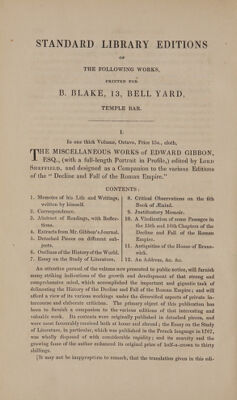 STANDARD LIBRARY EDITIONS
OF
THE FOLLOWING WORKS,
PRINTED FOR
B. BLAKE, 13, BELL YARD,
TEMPLE BAR.
I.
In one thick Volume, Octavo, Price 15s., cloth,
THE MISCELLANEOUS WORKS of EDWARD GIBBON,
ESQ., (with a full-length Portrait in Profile,) edited by LORD
SHEFFIELD, and designed as a Companion to the various Editions
of the "Decline and Fall of the Roman Empire."
CONTENTS:
1. Memoirs of his Life and Writings,
written by himself.
2. Correspondence.
3. Abstract of Readings, with Reflec-
tions.
4. Extracts from Mr. Gibbon's Journal.
5. Detached Pieces on different sub-
jects.
6. Outlines of the History of the World.
7. Essay on the Study of Literature.
8. Critical Observations on the 6th
Book of Æneid.
9. Justificatory Memoir.
10. A Vindication of some Passages in
the 15th and 16th Chapters of the
Decline and Fall of the Roman
Empire.
11. Antiquities of the House of Bruns-
wick.
12. An Address, &c. &c.
An attentive perusal of the volume now presented to public notice, will furnish
many striking indications of the growth and development of that strong and
comprehensive mind, which accomplished the important and gigantic task of
delineating the History of the Decline and Fall of the Roman Empire; and will
afford a view of its various workings under the diversified aspects of private in-
tercourse and elaborate criticism. The primary object of this publication has
been to furnish a companion to the various editions of that interesting and
valuable work. Its contents were originally published in detached pieces, and
were most favourably received both at home and abroad; the Essay on the Study
of Literature, in particular, which was published in the French language in 1761,
was wholly disposed of with considerable rapidity; and its scarcity and the
growing fame of the author enhanced its original price of half-a-crown to thirty
shillings.
[It may not be inappropriate to remark, that the translation given in this edi-